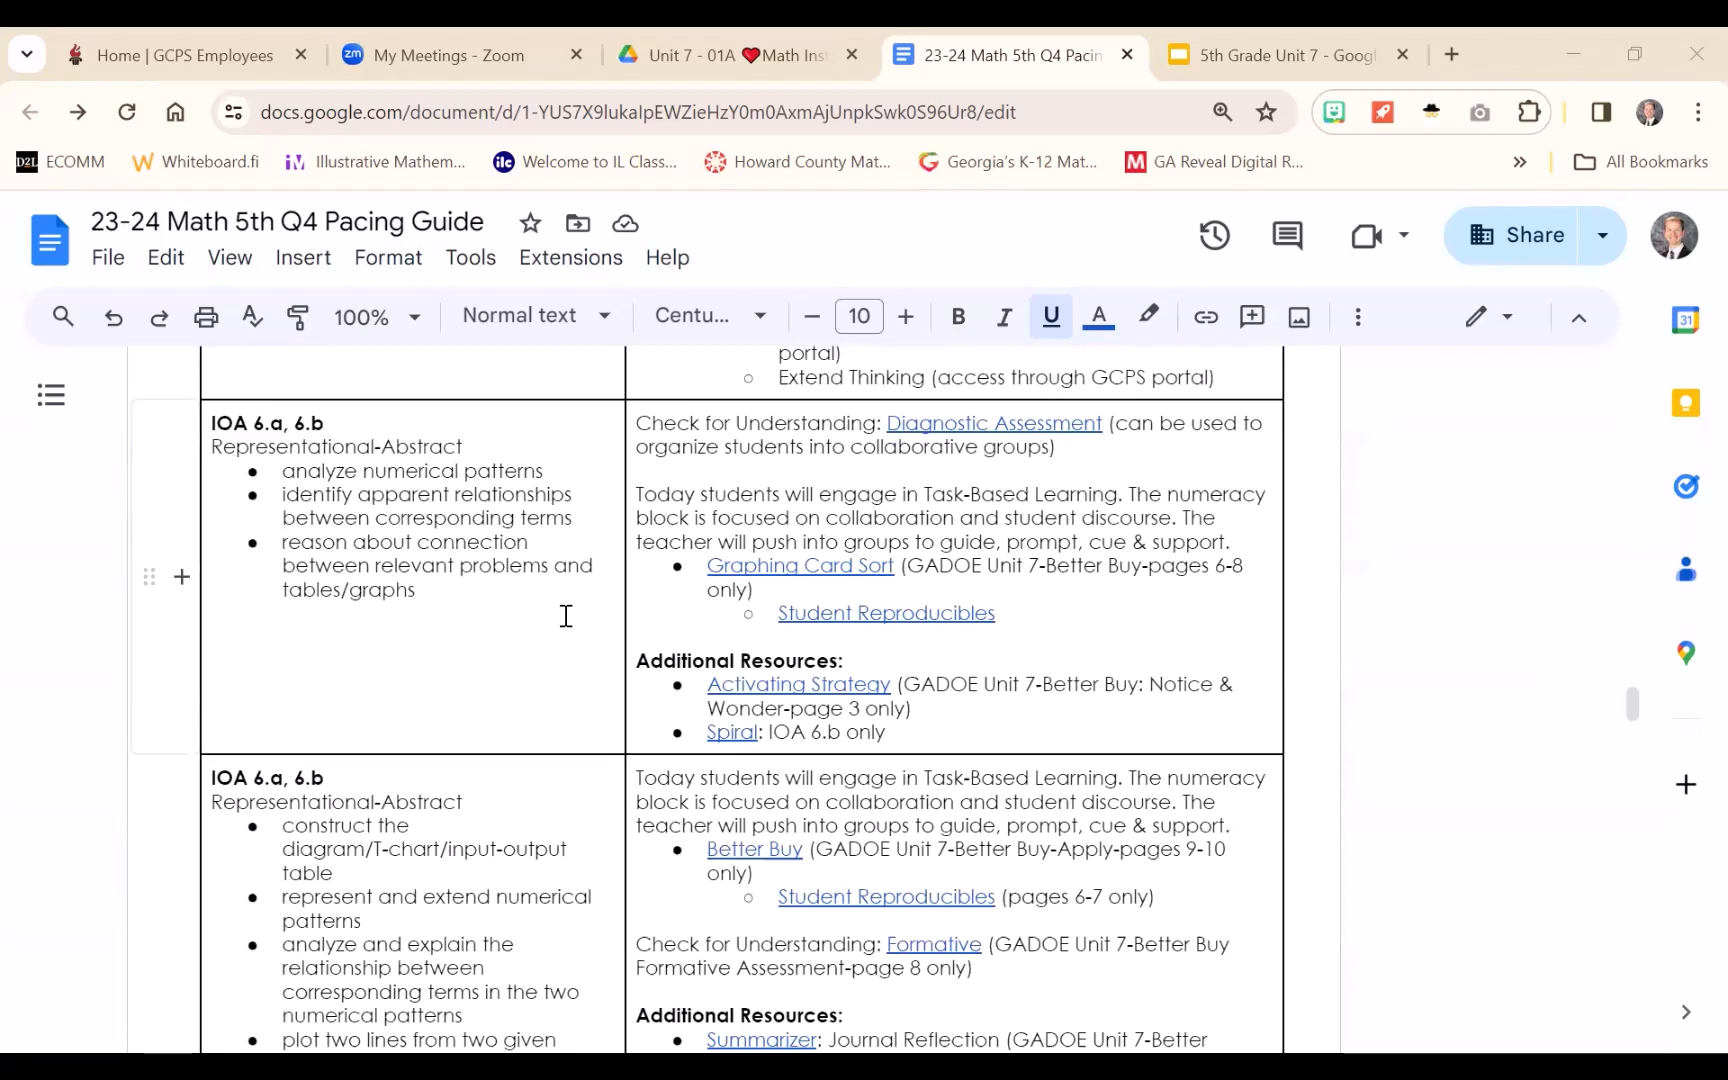 Home | GCPS Employees
zm My Meetings - Zoom
Unit 7 - 01A ❤️Math Inst
23-24 Math 5th Q4 Pacin
5th Grade Unit 7 - Googl
docs.google.com/document/d/1-YUS7X9lukaIpEWZieHzY0m0AxmAjUnpkSwk0S96Ur8/edit
D2L ECOMM
Whiteboard.fi
Illustrative Mathem...
ilc Welcome to IL Class...
Howard County Mat...
Georgia's K-12 Mat...
M GA Reveal Digital R...
All Bookmarks
23-24 Math 5th Q4 Pacing Guide
File Edit View Insert Format Tools Extensions Help
Share
100% Normal text Centu... 10 B I U A
31
portal)
○ Extend Thinking (access through GCPS portal)
IOA 6.a, 6.b
Representational-Abstract
● analyze numerical patterns
● identify apparent relationships
between corresponding terms
● reason about connection
between relevant problems and
tables/graphs
Check for Understanding: Diagnostic Assessment (can be used to
organize students into collaborative groups)
Today students will engage in Task-Based Learning. The numeracy
block is focused on collaboration and student discourse. The
teacher will push into groups to guide, prompt, cue & support.
● Graphing Card Sort (GADOE Unit 7-Better Buy-pages 6-8
only)
○ Student Reproducibles
Additional Resources:
● Activating Strategy (GADOE Unit 7-Better Buy: Notice &
Wonder-page 3 only)
● Spiral: IOA 6.b only
IOA 6.a, 6.b
Representational-Abstract
● construct the
diagram/T-chart/input-output
table
● represent and extend numerical
patterns
● analyze and explain the
relationship between
corresponding terms in the two
numerical patterns
● plot two lines from two given
Today students will engage in Task-Based Learning. The numeracy
block is focused on collaboration and student discourse. The
teacher will push into groups to guide, prompt, cue & support.
● Better Buy (GADOE Unit 7-Better Buy-Apply-pages 9-10
only)
○ Student Reproducibles (pages 6-7 only)
Check for Understanding: Formative (GADOE Unit 7-Better Buy
Formative Assessment-page 8 only)
Additional Resources:
● Summarizer: Journal Reflection (GADOE Unit 7-Better